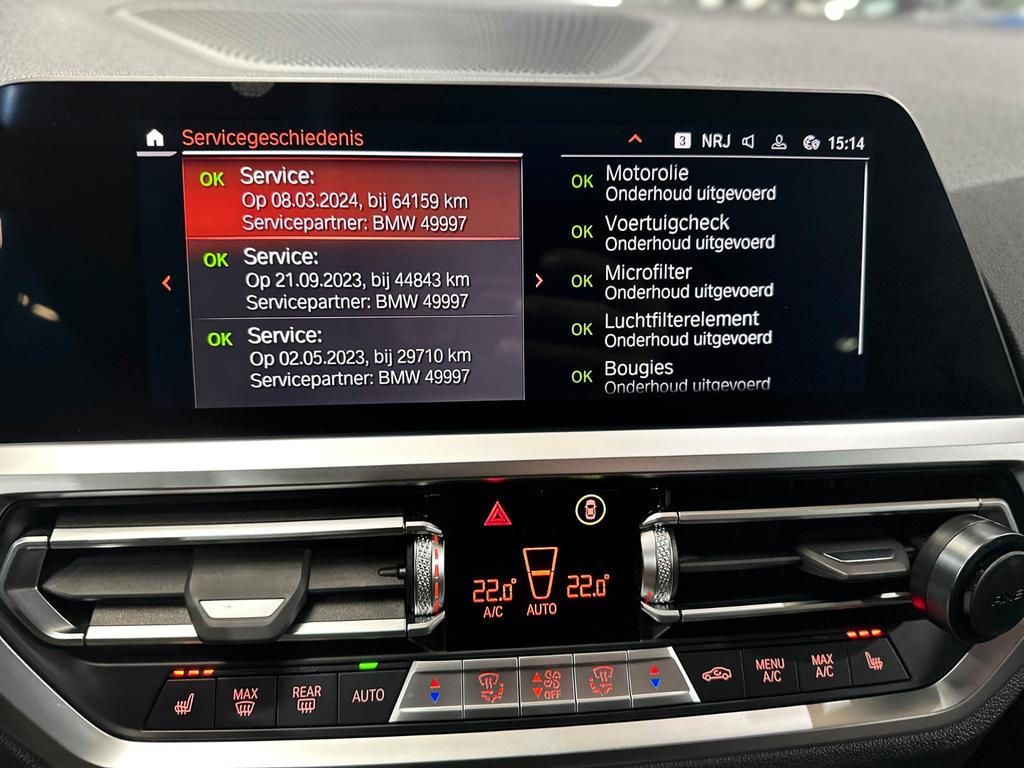 Servicegeschiedenis
3 NRJ 15:14
OK Service:
Op 08.03.2024, bij 64159 km
Servicepartner: BMW 49997
OK Service:
Op 21.09.2023, bij 44843 km
Servicepartner: BMW 49997
OK Service:
Op 02.05.2023, bij 29710 km
Servicepartner: BMW 49997
OK Motorolie
Onderhoud uitgevoerd
OK Voertuigcheck
Onderhoud uitgevoerd
OK Microfilter
Onderhoud uitgevoerd
OK Luchtfilterelement
Onderhoud uitgevoerd
OK Bougies
Onderhoud uitgevoerd
22.0° 22.0°
A/C AUTO
MAX
REAR
AUTO
OFF
MENU
A/C
MAX
A/C